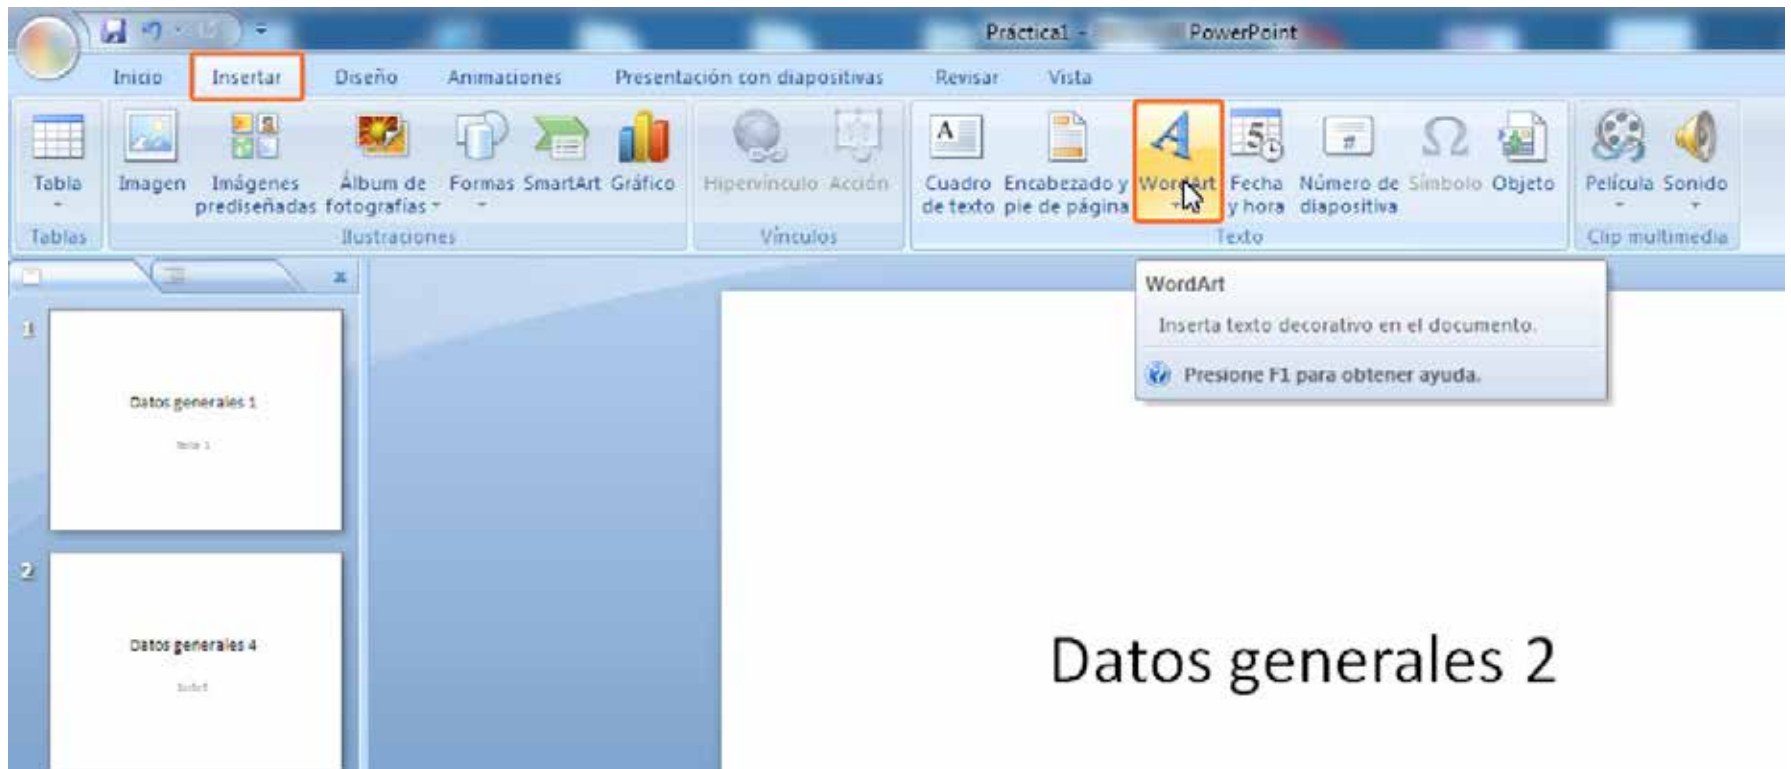 Práctica1 - PowerPoint
Inicio Insertar Diseño Animaciones Presentación con diapositivas Revisar Vista
Tabla
Imagen
Imágenes
prediseñadas
Álbum de
fotografías
Formas
SmartArt
Gráfico
Hipervínculo
Acción
A
Cuadro
de texto
Encabezado y
pie de página
A
WordArt
5
Fecha
y hora
#
Número de
diapositiva
Ω
Símbolo
Objeto
Película
Sonido
Tablas
Ilustraciones
Vínculos
Texto
Clip multimedia
WordArt
Inserta texto decorativo en el documento.
Presione F1 para obtener ayuda.
1
Datos generales 1
2
Datos generales 4
Datos generales 2